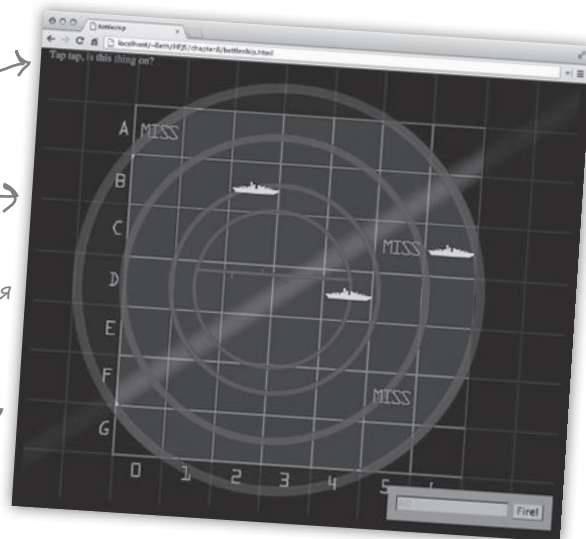 Battleship
localhost/~Beth/HFJS/chapter8/battleship.html
Tap tap, is this thing on?
A MISS
B
C MISS
D
E
F MISS
G
0 1 2 3 4 5
Fire!
я